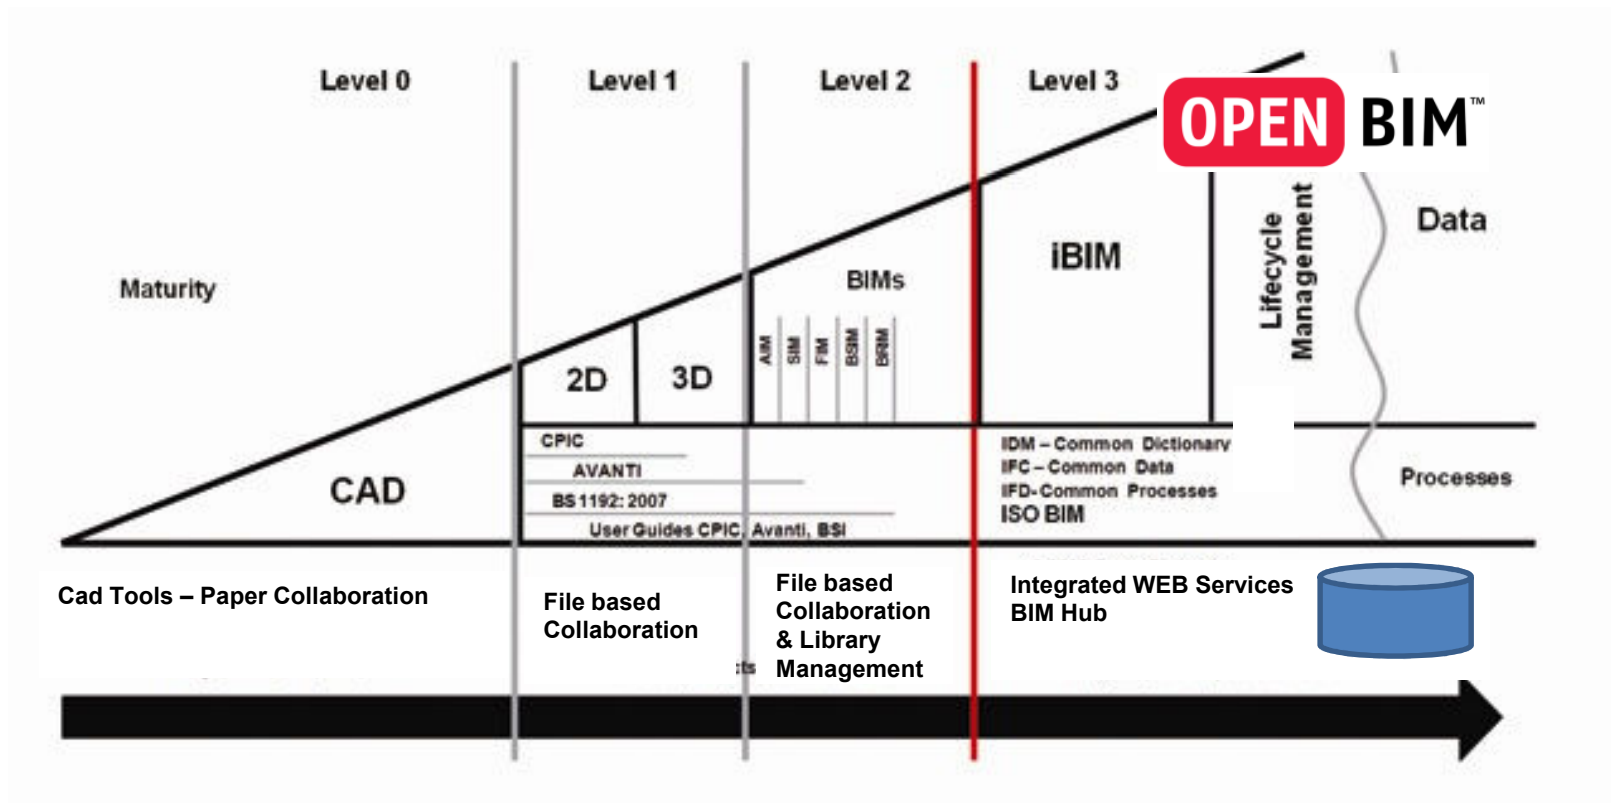 Level 0
Level 1
Level 2
Level 3
OPEN BIM™
Maturity
CAD
2D
3D
BIMs
AIM
SIM
FIM
BSIM
BRIM
iBIM
Lifecycle
Management
Data
CPIC
AVANTI
BS 1192: 2007
User Guides CPIC, Avanti, BSI
IDM – Common Dictionary
IFC – Common Data
IFD- Common Processes
ISO BIM
Processes
Cad Tools – Paper Collaboration
File based
Collaboration
File based
Collaboration
& Library
Management
Integrated WEB Services
BIM Hub